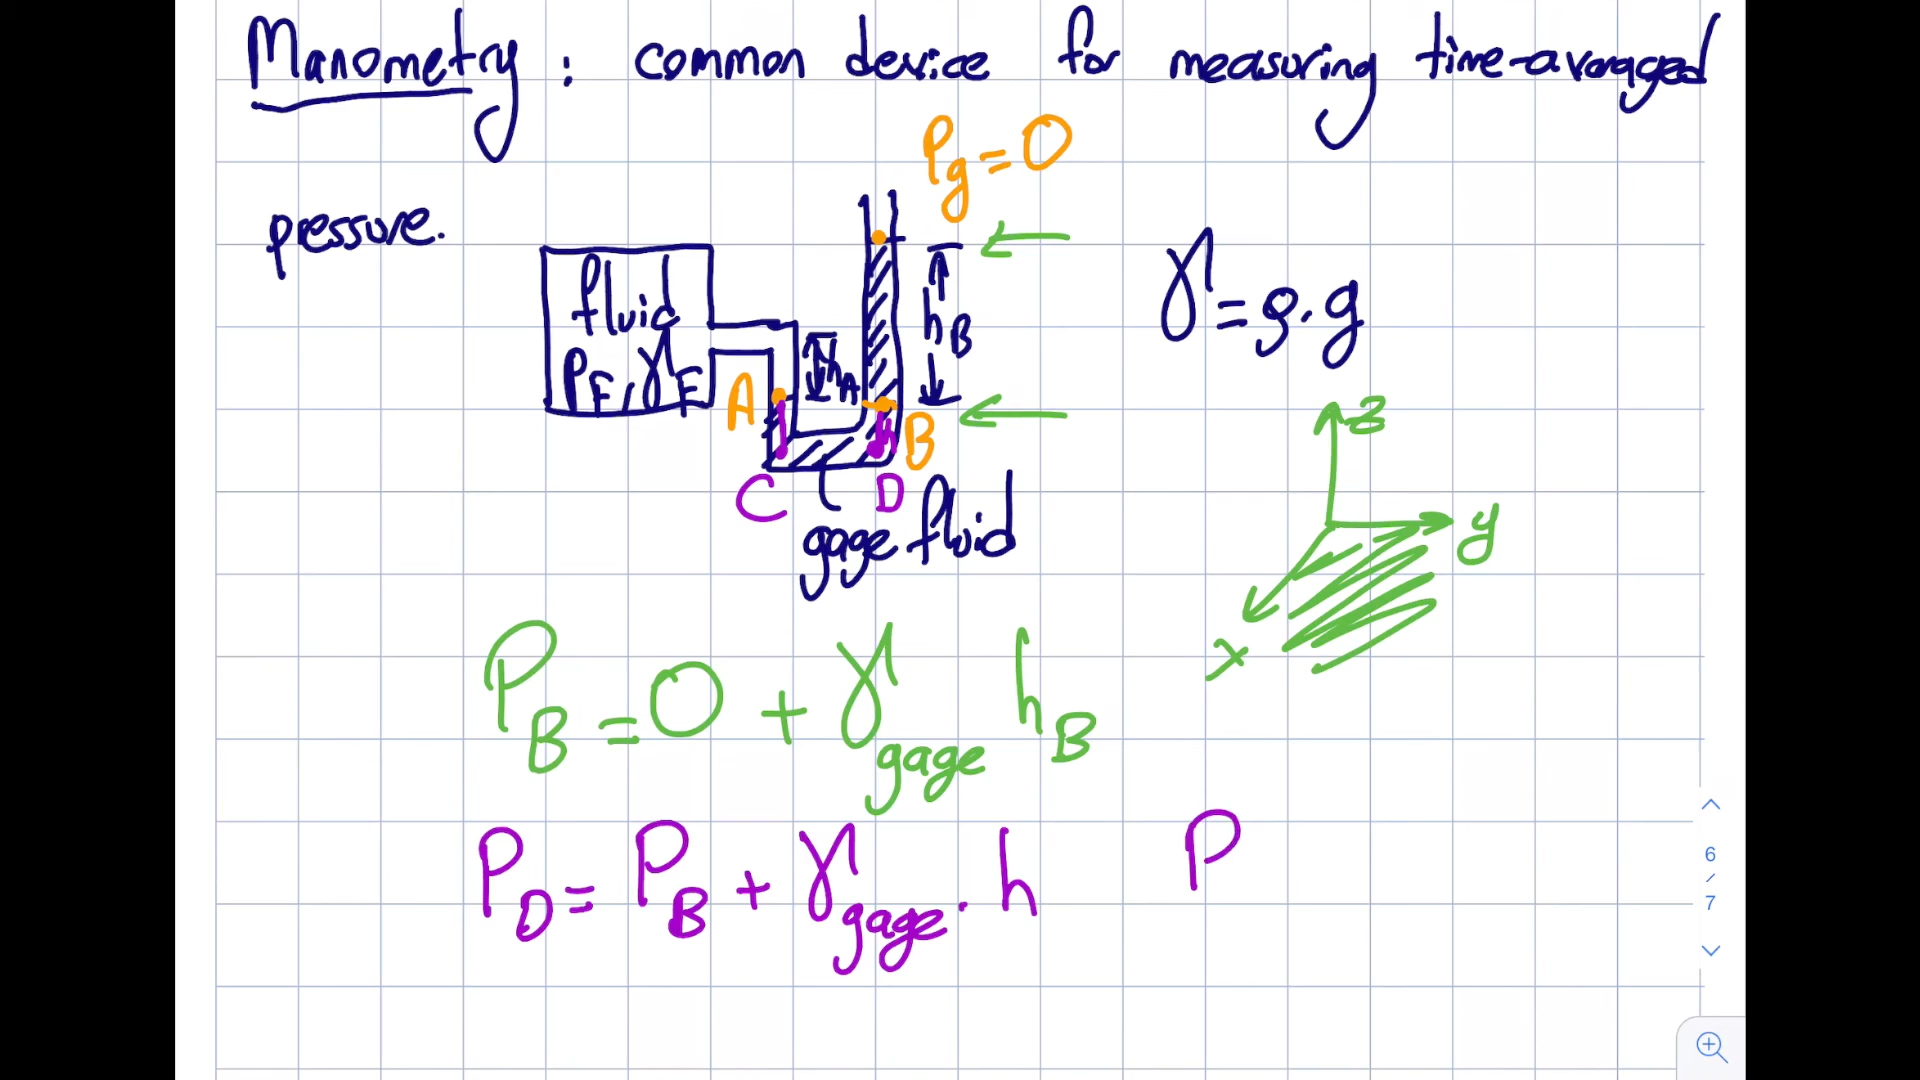 Manometry: common device for measuring time-averaged
pressure.
Pg = 0
fluid
PF, γF
hA
hB
A
B
h
C
D
gage fluid
γ = ρ.g
z
y
x
PB = 0 + γgage hB
PD = PB + γgage . h
P
6
/
7